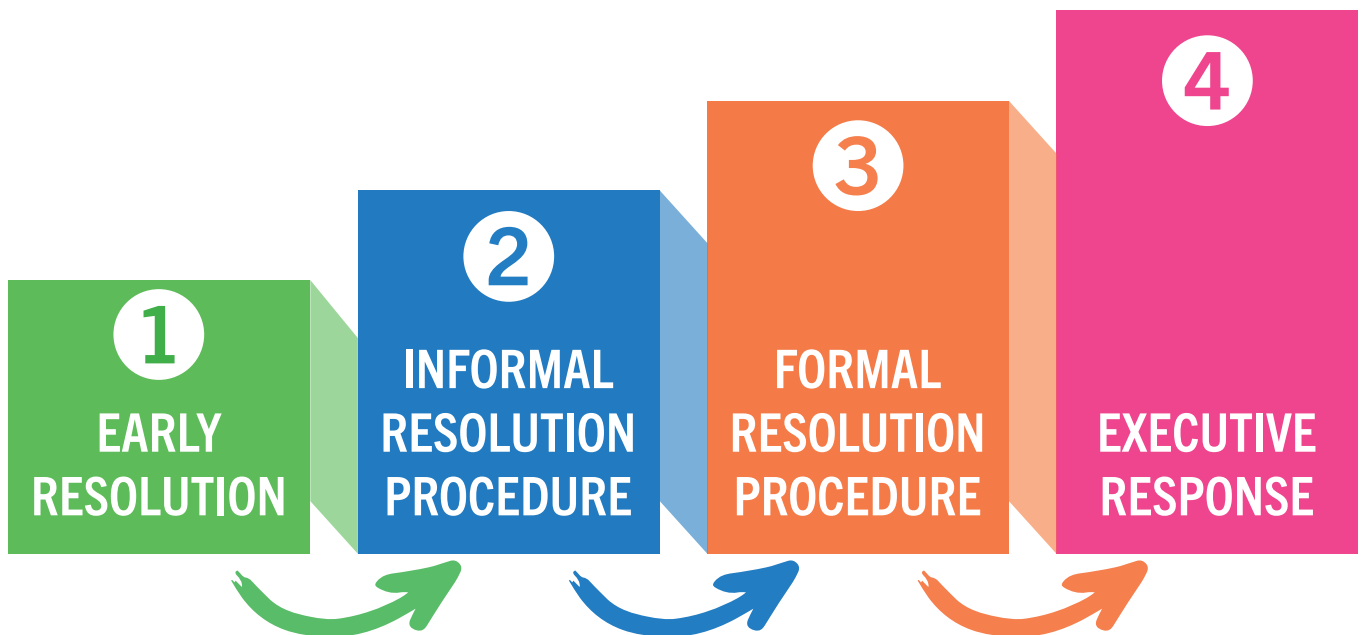 1
EARLY
RESOLUTION
2
INFORMAL
RESOLUTION
PROCEDURE
3
FORMAL
RESOLUTION
PROCEDURE
4
EXECUTIVE
RESPONSE